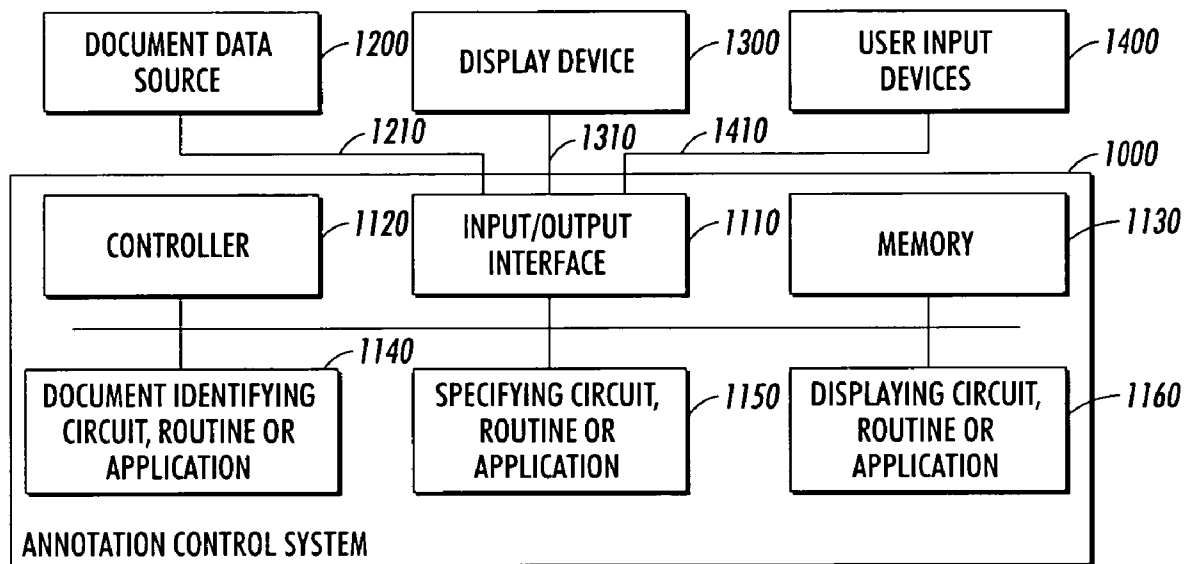 DOCUMENT DATA
SOURCE
1200
DISPLAY DEVICE
1300
USER INPUT
DEVICES
1400
1210
1310
1410
1000
CONTROLLER
1120
INPUT/OUTPUT
INTERFACE
1110
MEMORY
1130
1140
DOCUMENT IDENTIFYING
CIRCUIT, ROUTINE OR
APPLICATION
SPECIFYING CIRCUIT,
ROUTINE OR
APPLICATION
1150
DISPLAYING CIRCUIT,
ROUTINE OR
APPLICATION
1160
ANNOTATION CONTROL SYSTEM